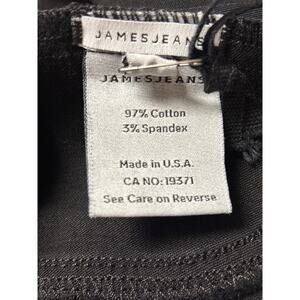 JAMESJEANS
JAMESJEANS
97% Cotton
3% Spandex
Made in U.S.A.
CA NO: 19371
See Care on Reverse